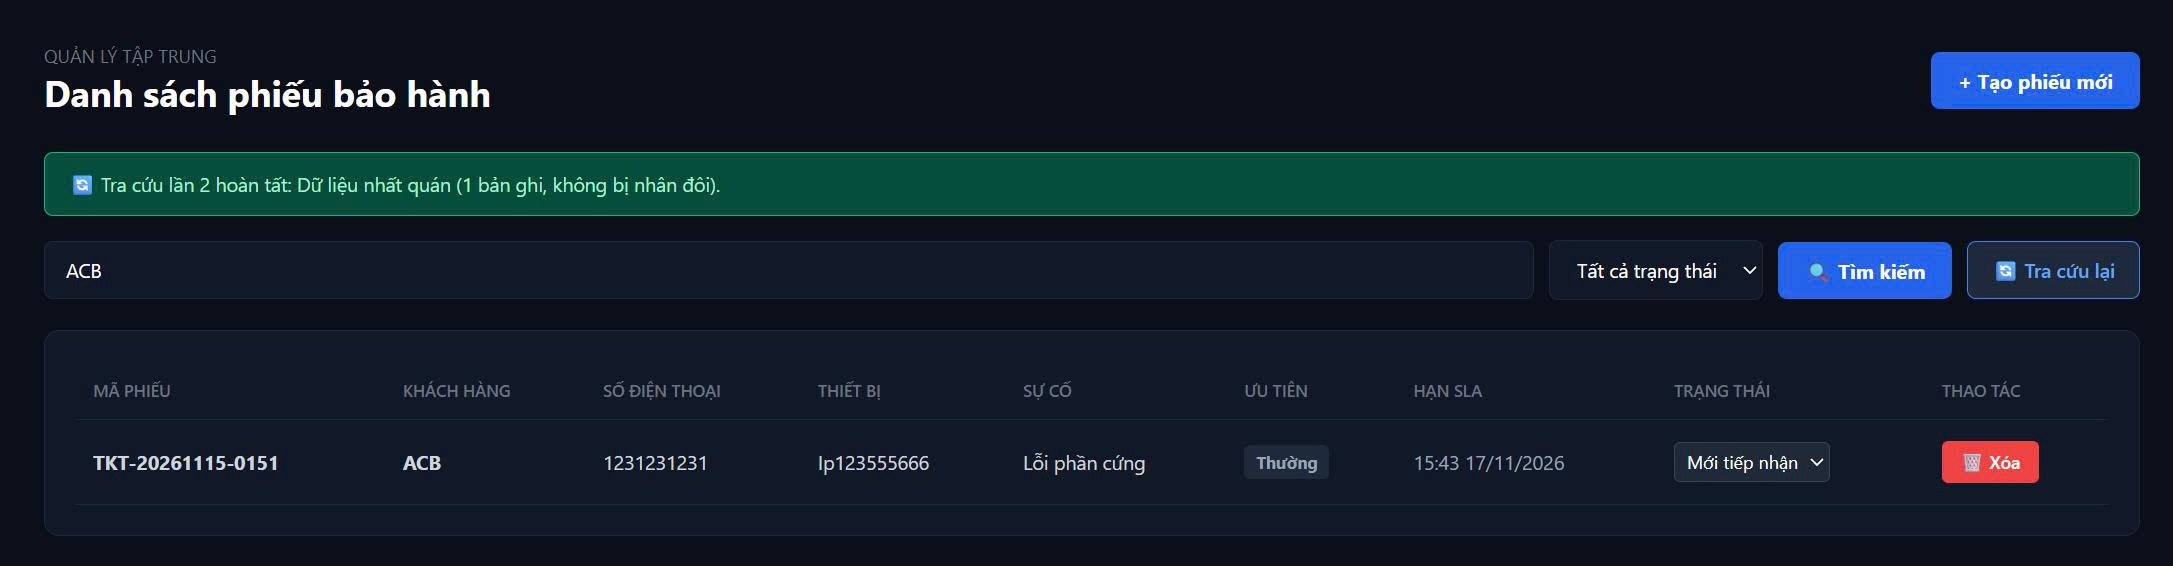 QUẢN LÝ TẬP TRUNG
Danh sách phiếu bảo hành
+ Tạo phiếu mới
Tra cứu lần 2 hoàn tất: Dữ liệu nhất quán (1 bản ghi, không bị nhân đôi).
ACB
Tất cả trạng thái
Tìm kiếm
Tra cứu lại
MÃ PHIẾU KHÁCH HÀNG SỐ ĐIỆN THOẠI THIẾT BỊ SỰ CỐ ƯU TIÊN HẠN SLA TRẠNG THÁI THAO TÁC
TKT-20261115-0151 ACB 1231231231 Ip123555666 Lỗi phần cứng Thường 15:43 17/11/2026 Mới tiếp nhận Xóa